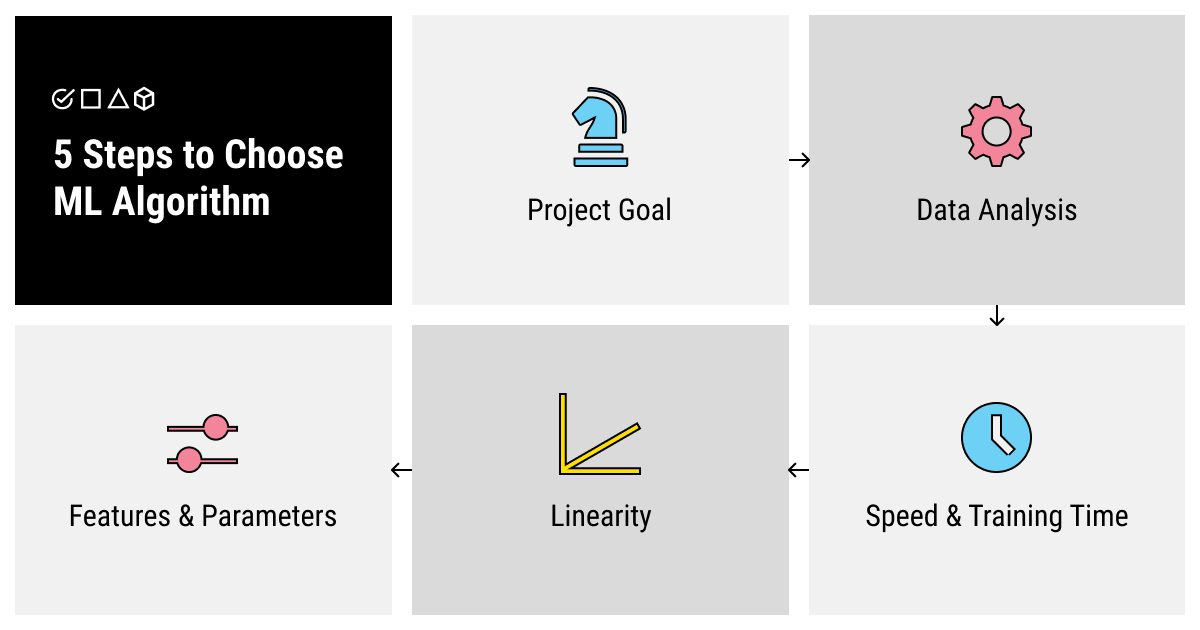 5 Steps to Choose
ML Algorithm
Project Goal
Data Analysis
Speed & Training Time
Linearity
Features & Parameters